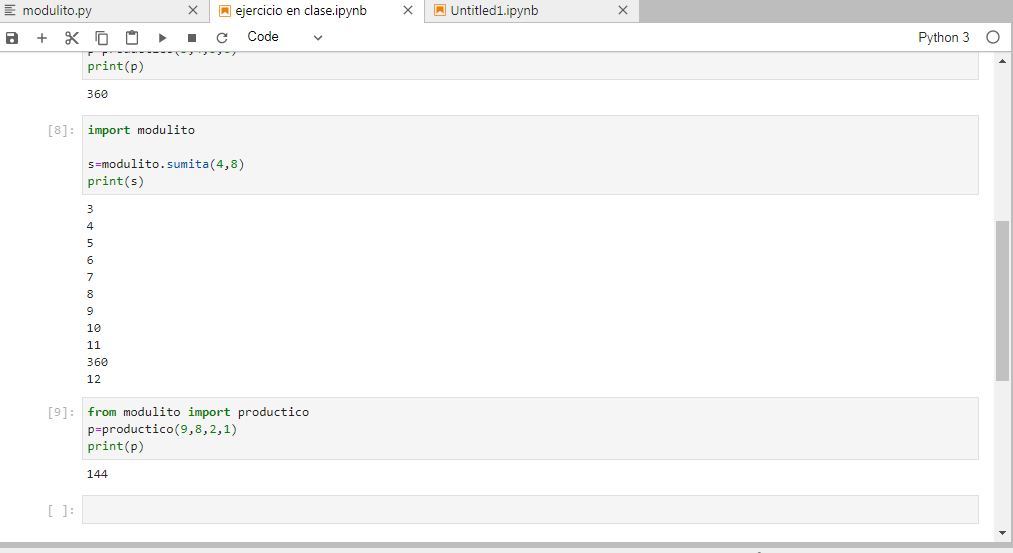 modulito.py
ejercicio en clase.ipynb
Untitled1.ipynb
Code
Python 3
print(p)
360
[8]:
import modulito
s=modulito.sumita(4,8)
print(s)
3
4
5
6
7
8
9
10
11
360
12
[9]:
from modulito import productico
p=productico(9,8,2,1)
print(p)
144
[ ]: